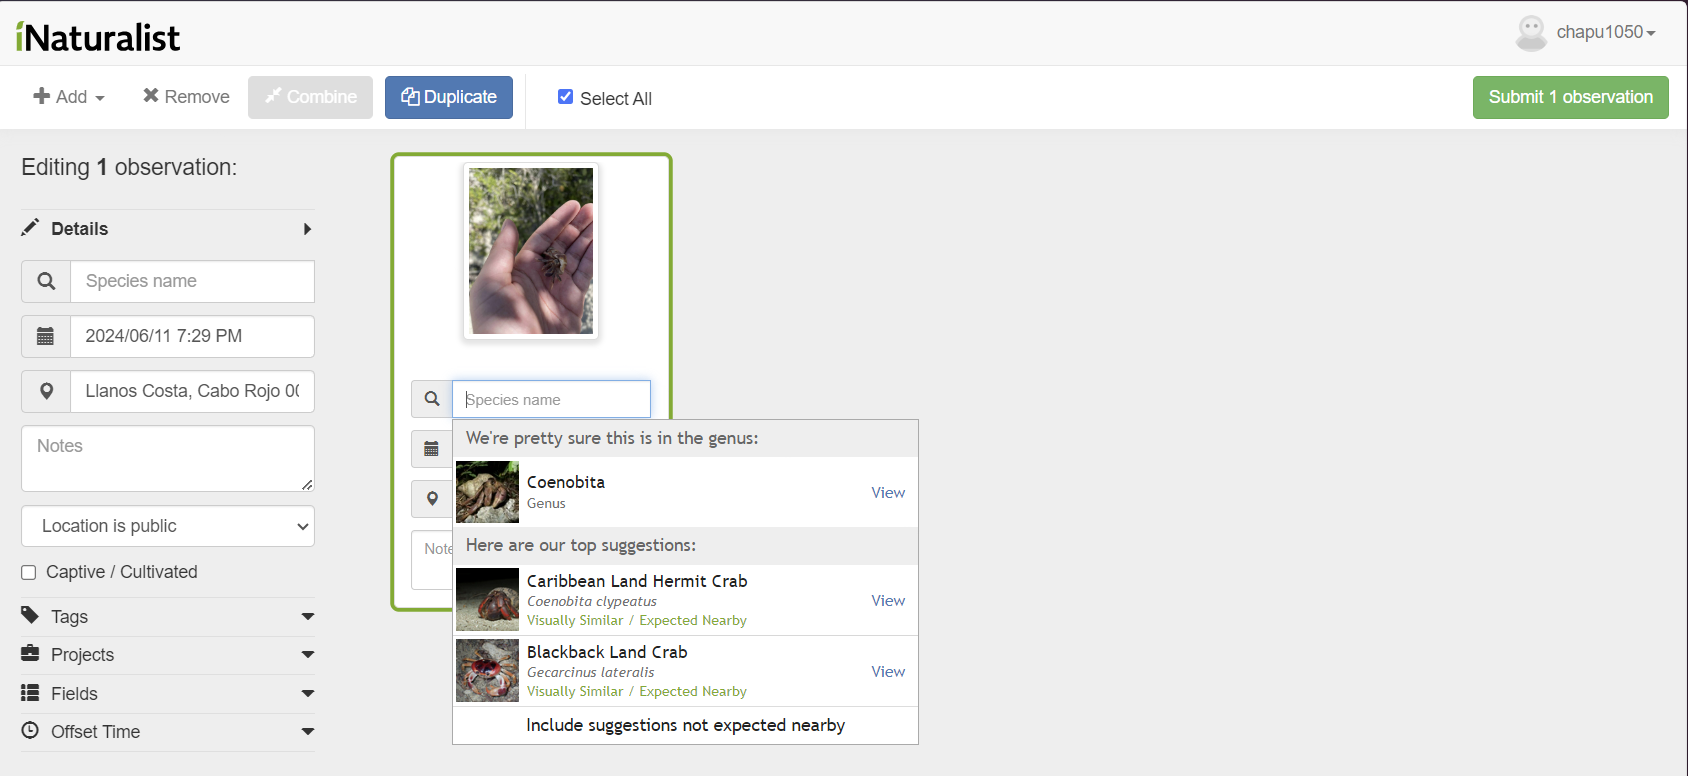 iNaturalist
chapu1050
Add
Remove
Combine
Duplicate
Select All
Submit 1 observation
Editing 1 observation:
Details
Species name
2024/06/11 7:29 PM
Llanos Costa, Cabo Rojo 00
Notes
Location is public
Captive / Cultivated
Tags
Projects
Fields
Offset Time
Species name
Note
We're pretty sure this is in the genus:
Coenobita
Genus
View
Here are our top suggestions:
Caribbean Land Hermit Crab
Coenobita clypeatus
Visually Similar / Expected Nearby
View
Blackback Land Crab
Gecarcinus lateralis
Visually Similar / Expected Nearby
View
Include suggestions not expected nearby